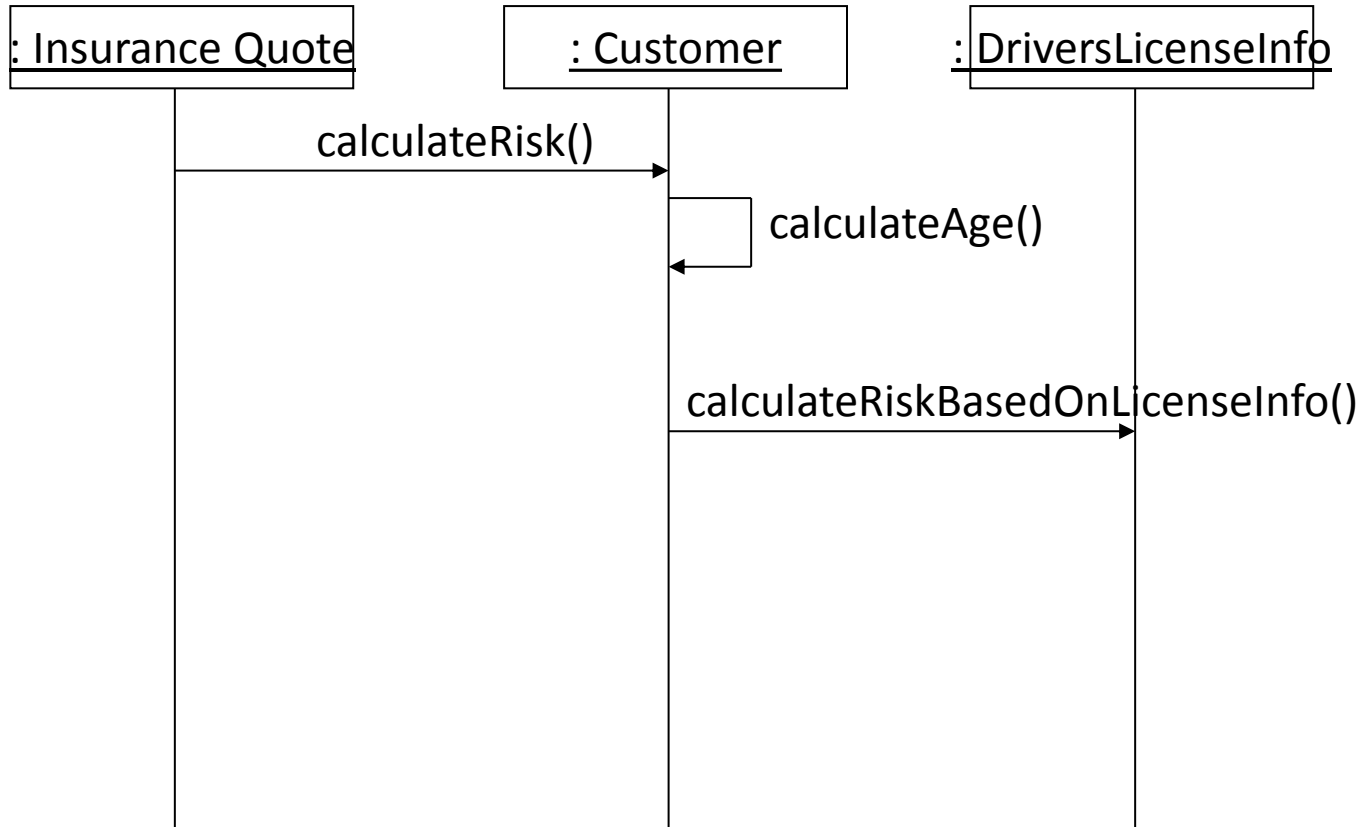 : Insurance Quote
: Customer
: DriversLicenseInfo
calculateRisk()
calculateAge()
calculateRiskBasedOnLicenseInfo()